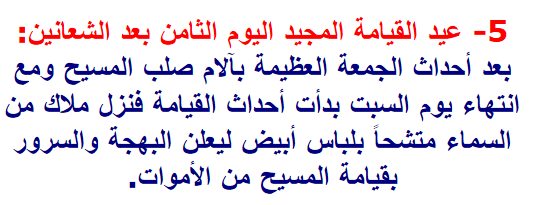 5- عيد القيامة المجيد اليوم الثامن بعد الشعانين:
بعد أحداث الجمعة العظيمة بآلام صلب المسيح ومع
انتهاء يوم السبت بدأت أحداث القيامة فنزل ملاك من
السماء متشحاً بلباس أبيض ليعلن البهجة والسرور
بقيامة المسيح من الأموات.